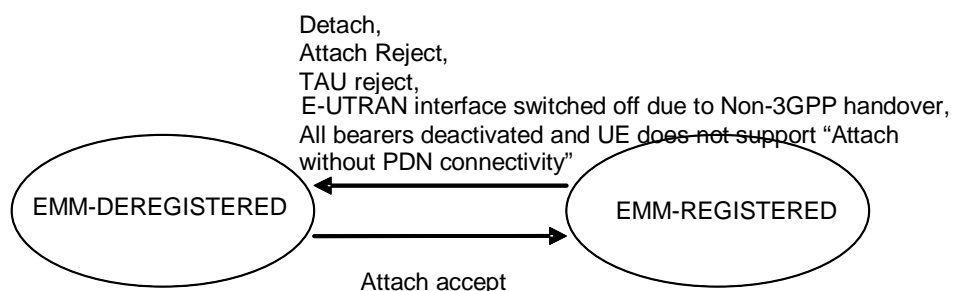 Detach,
Attach Reject,
TAU reject,
E-UTRAN interface switched off due to Non-3GPP handover,
All bearers deactivated and UE does not support “Attach
without PDN connectivity”
EMM-DEREGISTERED
EMM-REGISTERED
Attach accept